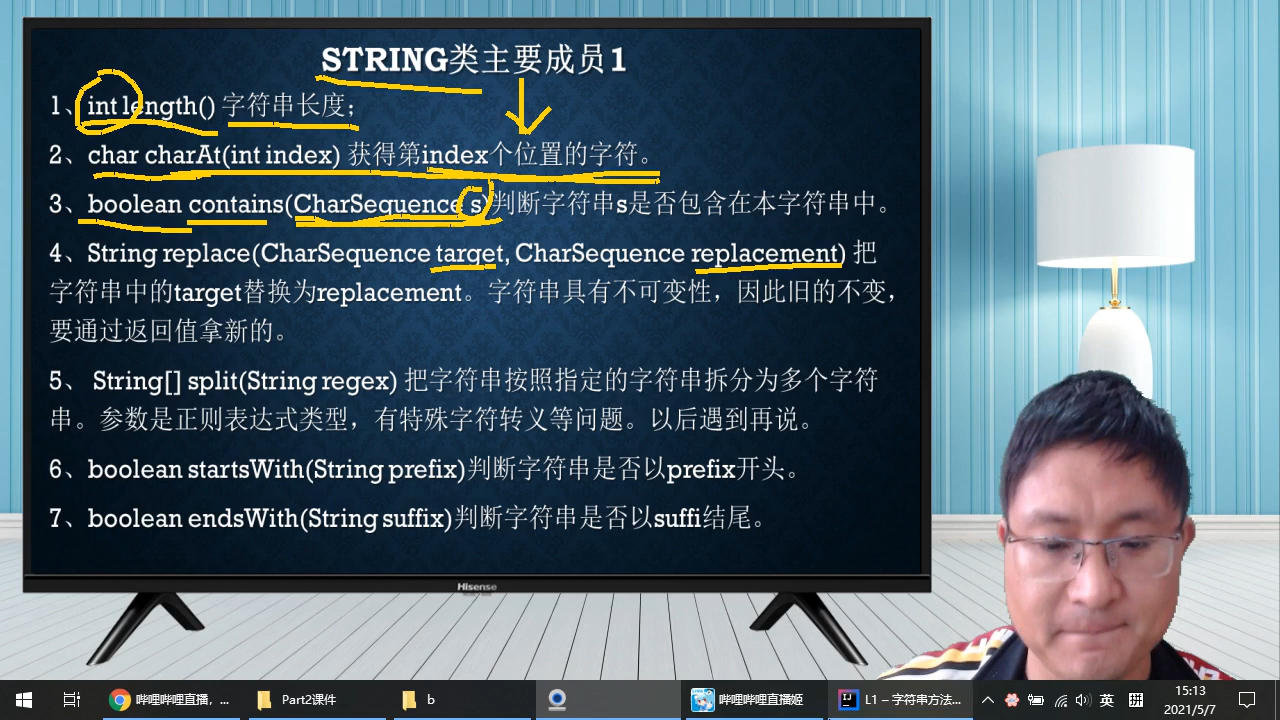 STRING类主要成员1
1、int length() 字符串长度；
2、char charAt(int index) 获得第index个位置的字符。
3、boolean contains(CharSequence s)判断字符串s是否包含在本字符串中。
4、String replace(CharSequence target, CharSequence replacement) 把
字符串中的target替换为replacement。字符串具有不可变性，因此旧的不变，
要通过返回值拿新的。
5、 String[] split(String regex) 把字符串按照指定的字符串拆分为多个字符
串。参数是正则表达式类型，有特殊字符转义等问题。以后遇到再说。
6、boolean startsWith(String prefix)判断字符串是否以prefix开头。
7、boolean endsWith(String suffix)判断字符串是否以suffi结尾。
Hisense
哔哩哔哩直播，... Part2课件 b 哔哩哔哩直播姬 L1 – 字符串方法... 英 拼 15:13
2021/5/7